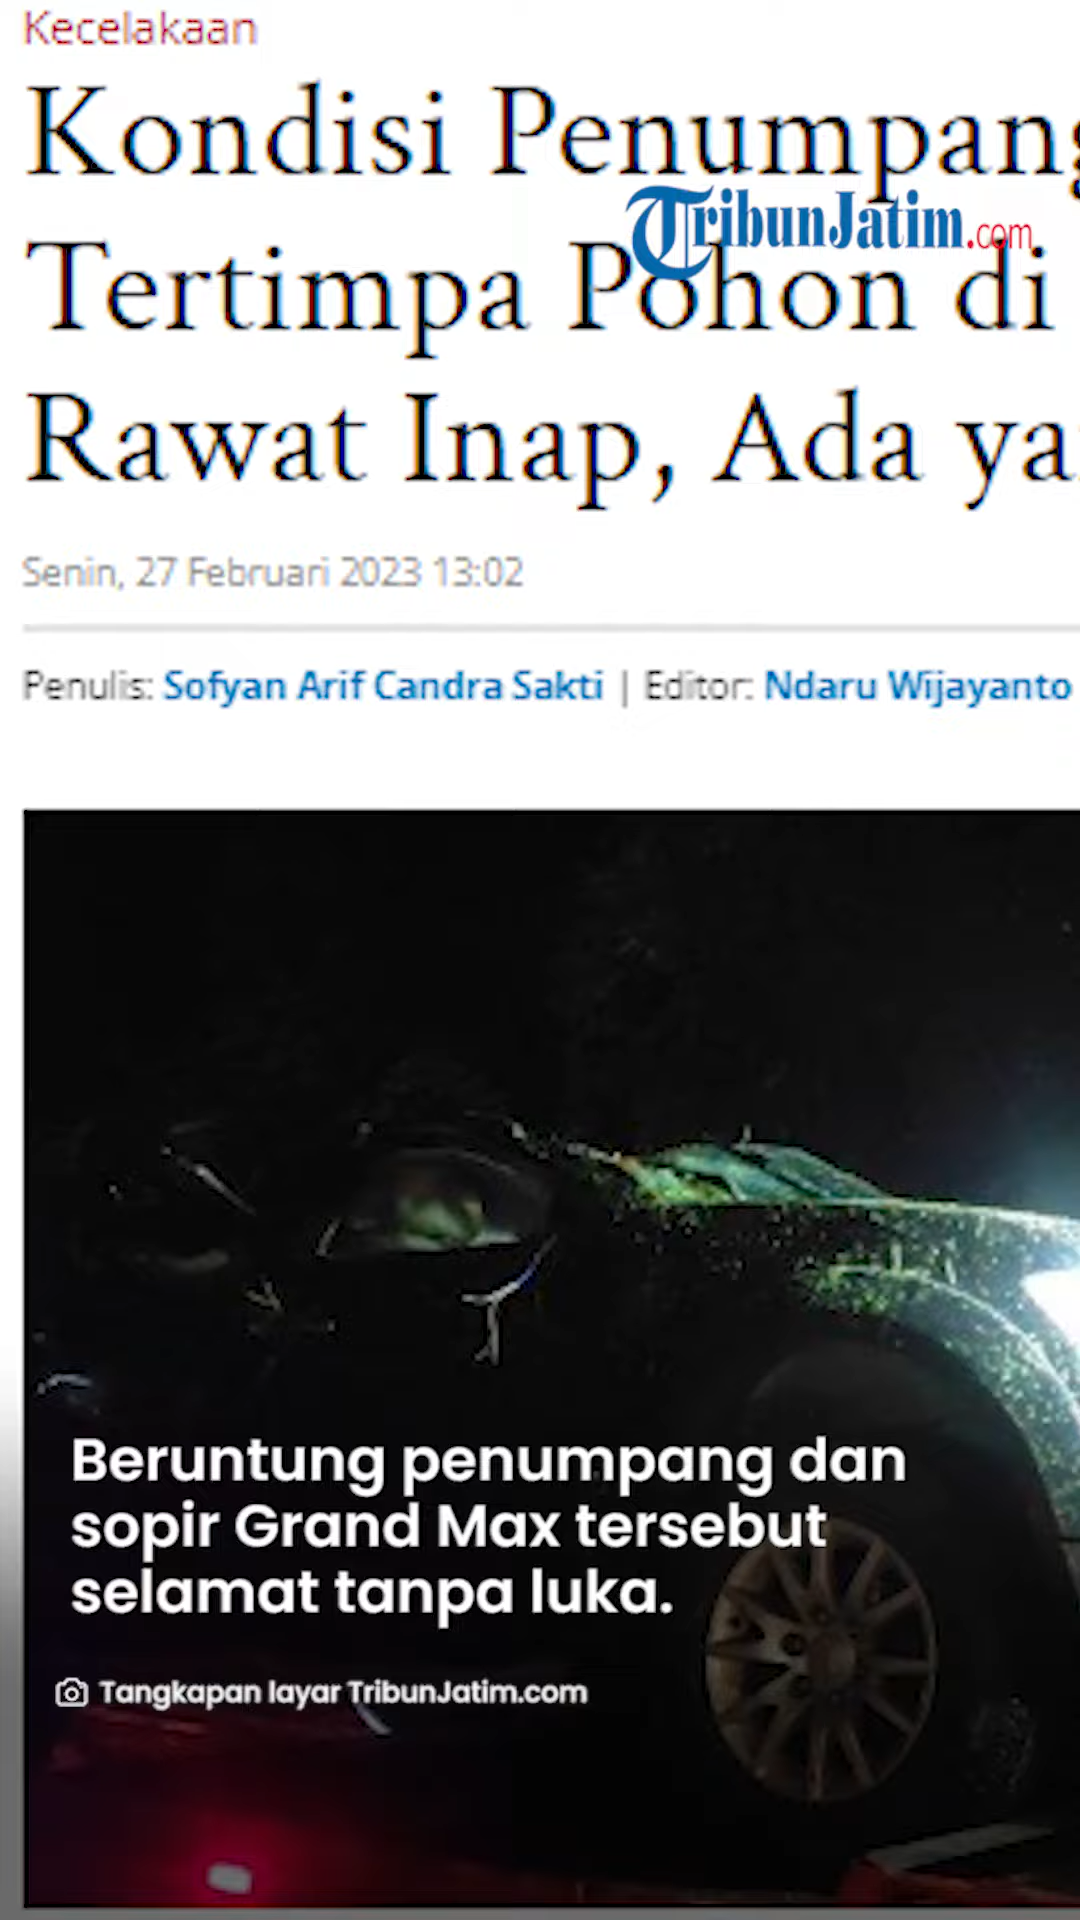 Kecelakaan
Kondisi Penumpang
TribunJatim.com
Tertimpa Pohon di
Rawat Inap, Ada
Senin, 27 Februari 2023 13:02
Penulis: Sofyan Arif Candra Sakti | Editor: Ndaru Wijayanto
Beruntung penumpang dan
sopir Grand Max tersebut
selamat tanpa luka.
Tangkapan layar TribunJatim.com